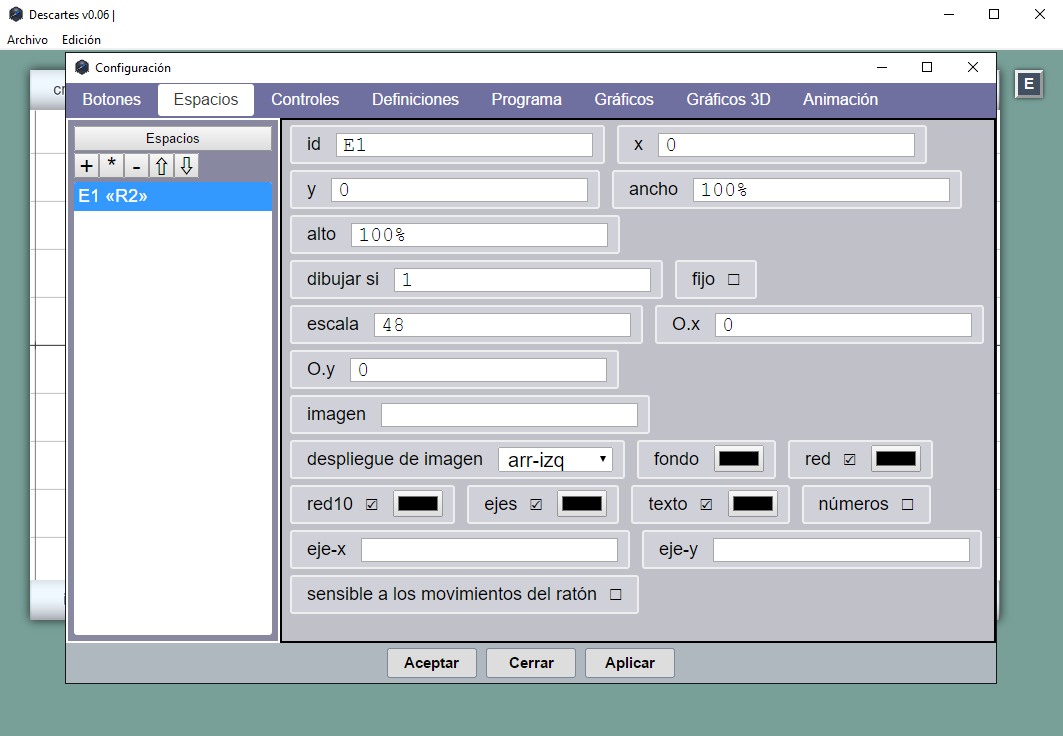 Descartes v0.06 |
Archivo Edición
Configuración
Botones Espacios Controles Definiciones Programa Gráficos Gráficos 3D Animación
E
Espacios
+ * - ⇧ ⇩
E1 «R2»
id E1 x 0
y 0 ancho 100%
alto 100%
dibujar si 1 fijo ☐
escala 48 O.x 0
O.y 0
imagen
despliegue de imagen arr-izq fondo red ☑
red10 ☑ ejes ☑ texto ☑ números ☐
eje-x eje-y
sensible a los movimientos del ratón ☐
Aceptar Cerrar Aplicar